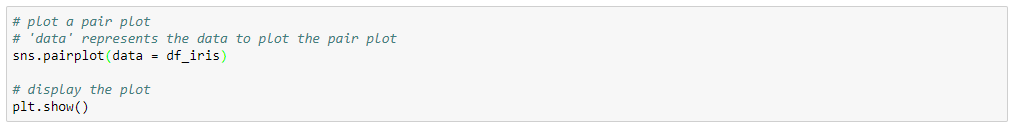 # plot a pair plot
# 'data' represents the data to plot the pair plot
sns.pairplot(data = df_iris)
# display the plot
plt.show()